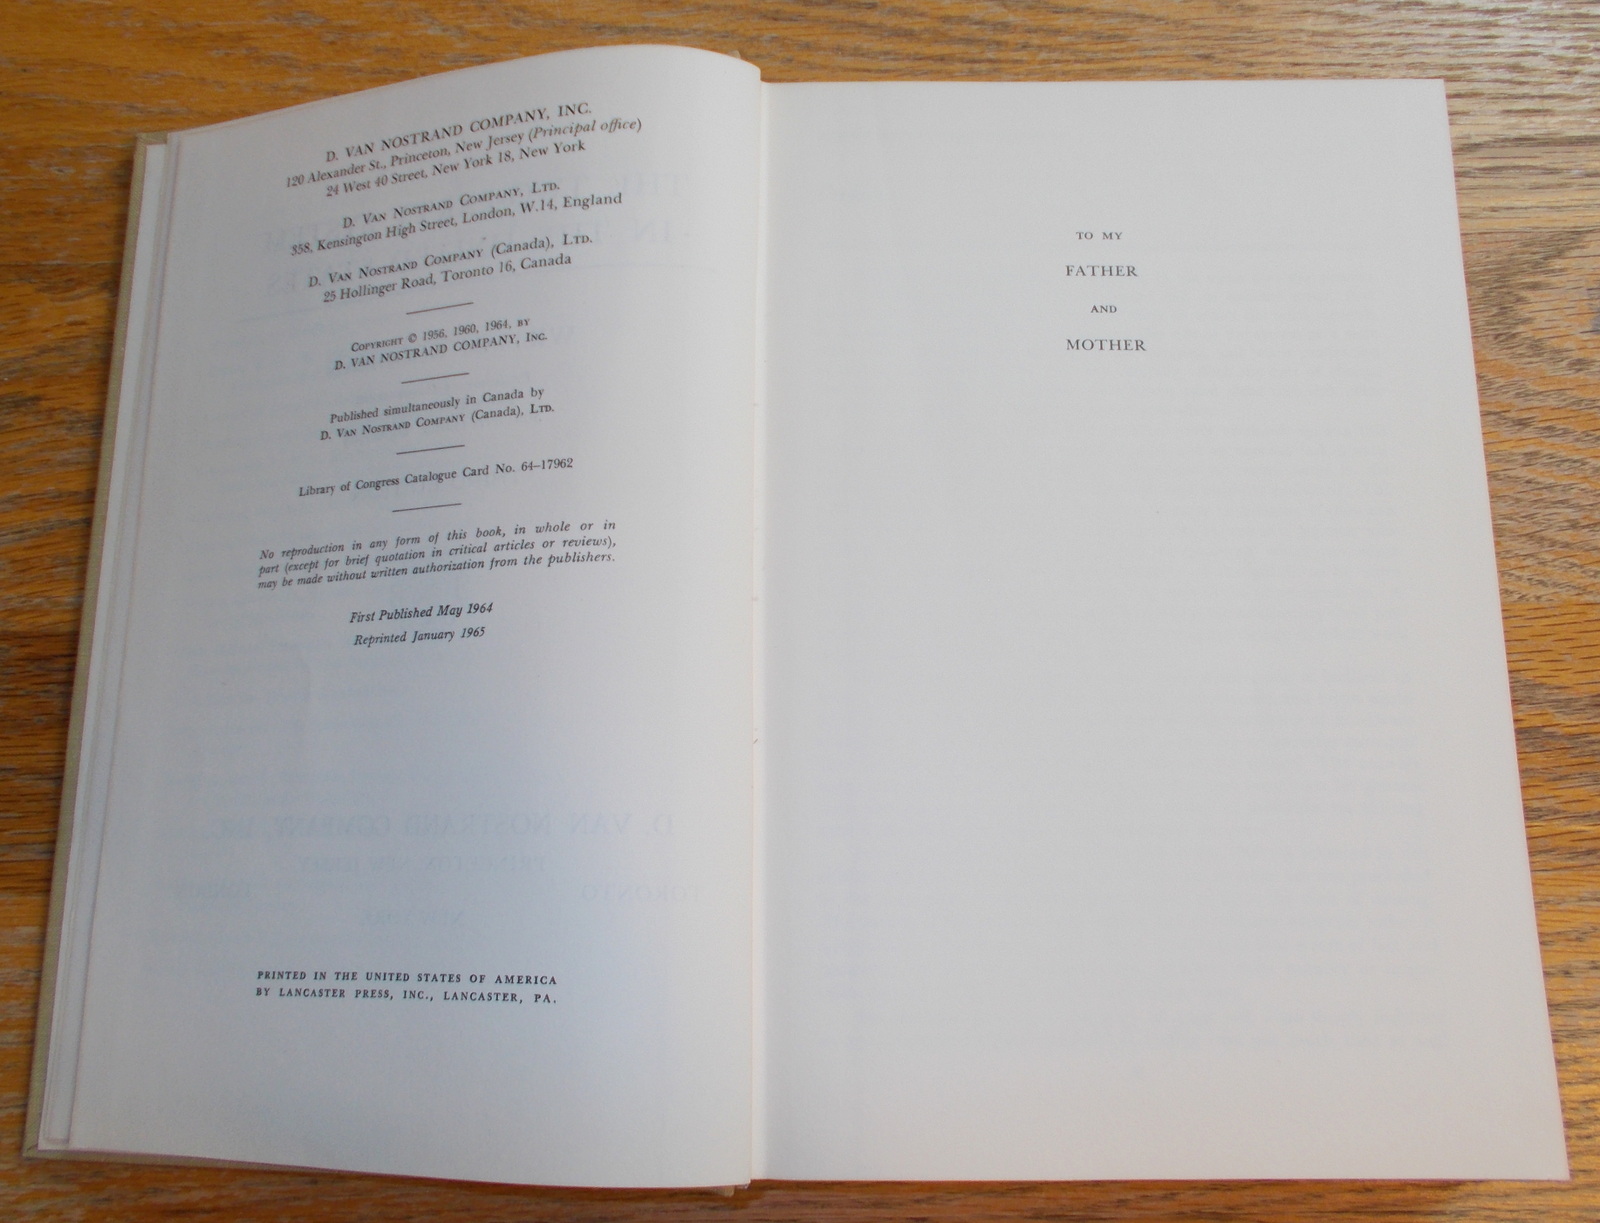 D. VAN NOSTRAND COMPANY, INC.
120 Alexander St., Princeton, New Jersey (Principal office)
24 West 40 Street, New York 18, New York
D. VAN NOSTRAND COMPANY, LTD.
358, Kensington High Street, London, W.14, England
D. VAN NOSTRAND COMPANY (Canada), LTD.
25 Hollinger Road, Toronto 16, Canada
COPYRIGHT © 1956, 1960, 1964, BY
D. VAN NOSTRAND COMPANY, INC.
Published simultaneously in Canada by
D. VAN NOSTRAND COMPANY (Canada), LTD.
Library of Congress Catalogue Card No. 64–17962
No reproduction in any form of this book, in whole or in
part (except for brief quotation in critical articles or reviews),
may be made without written authorization from the publishers.
First Published May 1964
Reprinted January 1965
PRINTED IN THE UNITED STATES OF AMERICA
BY LANCASTER PRESS, INC., LANCASTER, PA.
TO MY
FATHER
AND
MOTHER